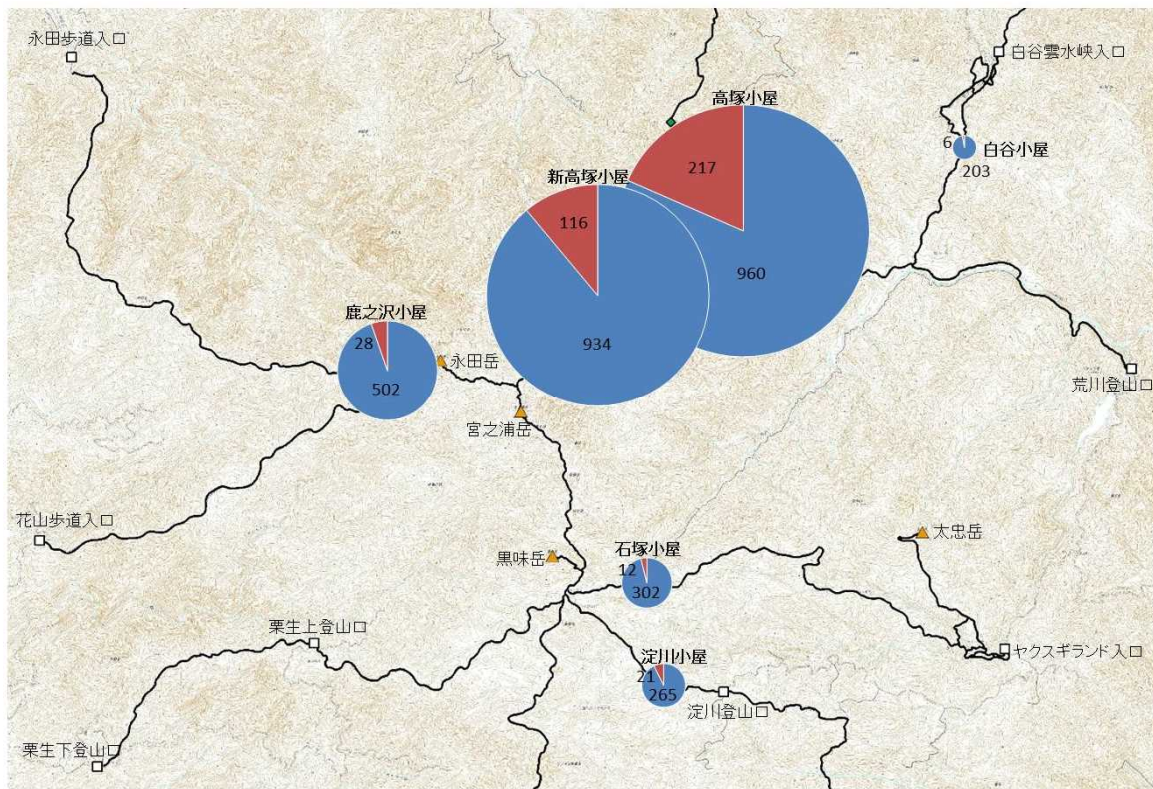 永田歩道入口
白谷雲水峡入口
高塚小屋
217
960
6
白谷小屋
203
新高塚小屋
116
934
鹿之沢小屋
28
502
永田岳
宮之浦岳
荒川登山口
花山歩道入口
黒味岳
石塚小屋
12
302
太忠岳
栗生上登山口
淀川小屋
21
265
ヤクスギランド入口
淀川登山口
栗生下登山口